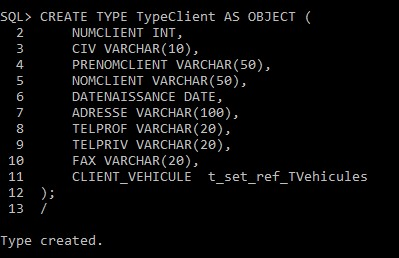 SQL> CREATE TYPE TypeClient AS OBJECT (
  2      NUMCLIENT INT,
  3      CIV VARCHAR(10),
  4      PRENOMCLIENT VARCHAR(50),
  5      NOMCLIENT VARCHAR(50),
  6      DATENAISSANCE DATE,
  7      ADRESSE VARCHAR(100),
  8      TELPROF VARCHAR(20),
  9      TELPRIV VARCHAR(20),
 10      FAX VARCHAR(20),
 11      CLIENT_VEHICULE  t_set_ref_TVehicules
 12  );
 13  /
Type created.